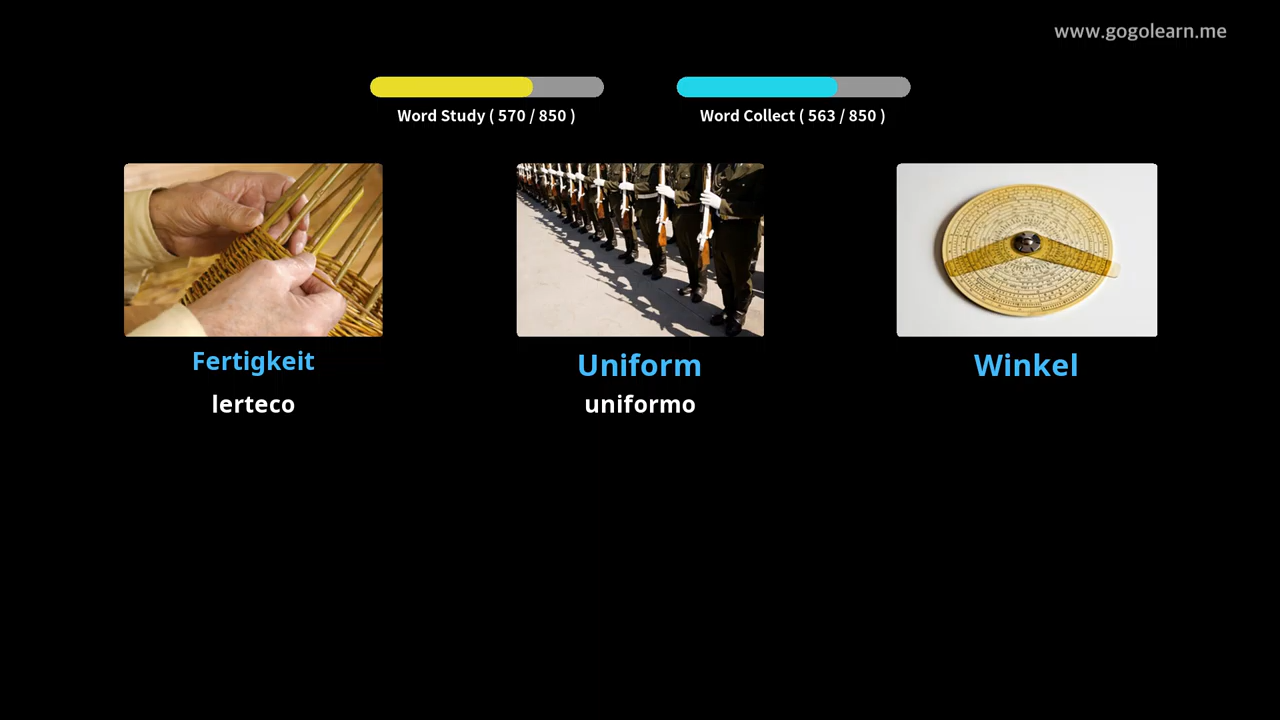 www.gogolearn.me
Word Study ( 570 / 850 )
Word Collect ( 563 / 850 )
Fertigkeit
Uniform
Winkel
lerteco
uniformo